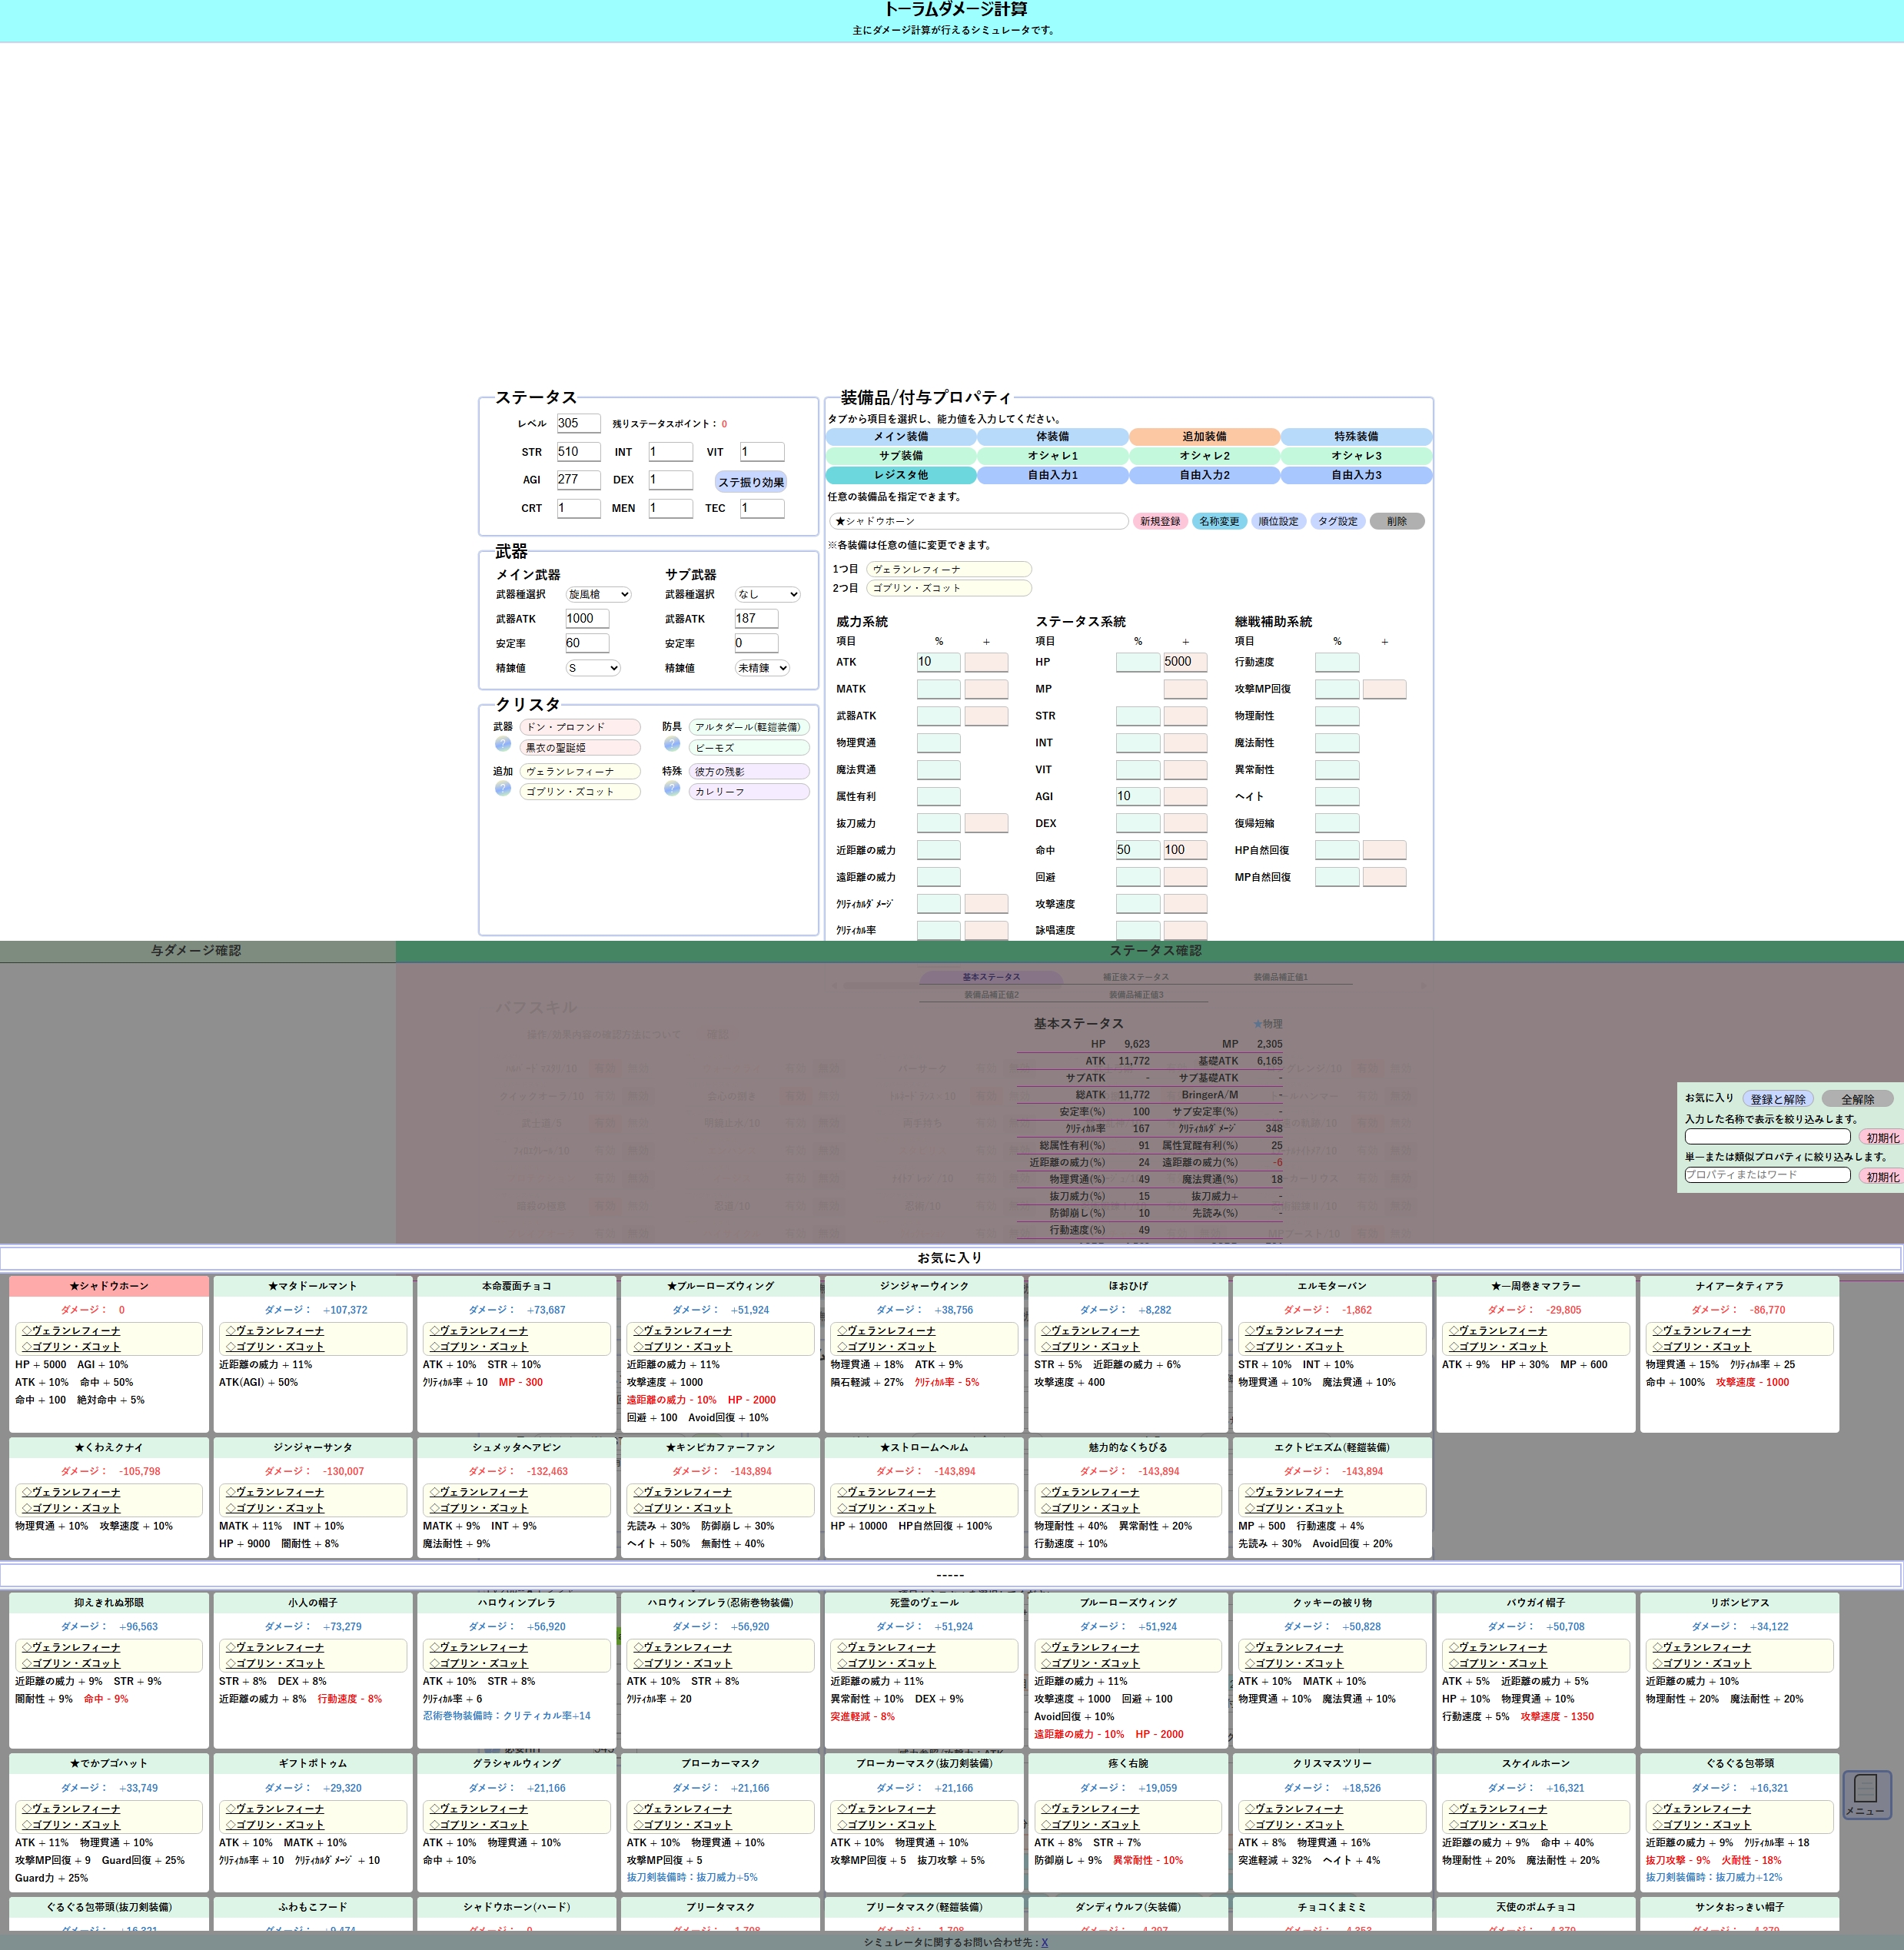 トーラムダメージ計算
主にダメージ計算が行えるシミュレータです。
ステータス
レベル 305 残りステータスポイント： 0
STR 510 INT 1 VIT 1
AGI 277 DEX 1 ステ振り効果
CRT 1 MEN 1 TEC 1
武器
メイン武器 サブ武器
武器種選択 旋風槍 武器種選択 なし
武器ATK 1000 武器ATK 187
安定率 60 安定率 0
精錬値 S 精錬値 未精錬
クリスタ
武器 ドン・プロフンド 防具 アルタダール(軽鎧装備)
黒衣の聖誕姫 ピーモズ
追加 ヴェランレフィーナ 特殊 彼方の残影
ゴブリン・ズコット カレリーフ
装備品/付与プロパティ
タブから項目を選択し、能力値を入力してください。
メイン装備 体装備 追加装備 特殊装備
サブ装備 オシャレ1 オシャレ2 オシャレ3
レジスタ他 自由入力1 自由入力2 自由入力3
任意の装備品を指定できます。
★シャドウホーン 新規登録 名称変更 順位設定 タグ設定 削除
※各装備は任意の値に変更できます。
1つ目 ヴェランレフィーナ
2つ目 ゴブリン・ズコット
威力系統 ステータス系統 継戦補助系統
項目 % + 項目 % + 項目 % +
ATK 10 HP 5000 行動速度
MATK MP 攻撃MP回復
武器ATK STR 物理耐性
物理貫通 INT 魔法耐性
魔法貫通 VIT 異常耐性
属性有利 AGI 10 ヘイト
抜刀威力 DEX 復帰短縮
近距離の威力 命中 50 100 HP自然回復
遠距離の威力 回避 MP自然回復
ｸﾘﾃｨｶﾙﾀﾞﾒｰｼﾞ 攻撃速度
ｸﾘﾃｨｶﾙ率 詠唱速度
与ダメージ確認 ステータス確認
基本ステータス 補正後ステータス 装備品補正値1
装備品補正値2 装備品補正値3
バフスキル
基本ステータス ★物理
HP 9,623 MP 2,305
ATK 11,772 基礎ATK 6,165
サブATK - サブ基礎ATK -
総ATK 11,772 BringerA/M -
安定率(%) 100 サブ安定率(%) -
ｸﾘﾃｨｶﾙ率 167 ｸﾘﾃｨｶﾙﾀﾞﾒｰｼﾞ 348
総属性有利(%) 91 属性覚醒有利(%) 25
近距離の威力(%) 24 遠距離の威力(%) -6
物理貫通(%) 49 魔法貫通(%) 18
抜刀威力(%) 15 抜刀威力+ -
防御崩し(%) 10 先読み(%) -
行動速度(%) 49
お気に入り 登録と解除 全解除
入力した名称で表示を絞り込みします。
初期化
単一または類似プロパティに絞り込みします。
プロパティまたはワード 初期化
お気に入り
★シャドウホーン ★マタドールマント 本命覆面チョコ ★ブルーローズウィング ジンジャーウインク ほおひげ エルモターバン ★一周巻きマフラー ナイアータティアラ
ダメージ： 0 ダメージ： +107,372 ダメージ： +73,687 ダメージ： +51,924 ダメージ： +38,756 ダメージ： +8,282 ダメージ： -1,862 ダメージ： -29,805 ダメージ： -86,770
◇ヴェランレフィーナ ◇ヴェランレフィーナ ◇ヴェランレフィーナ ◇ヴェランレフィーナ ◇ヴェランレフィーナ ◇ヴェランレフィーナ ◇ヴェランレフィーナ ◇ヴェランレフィーナ ◇ヴェランレフィーナ
◇ゴブリン・ズコット ◇ゴブリン・ズコット ◇ゴブリン・ズコット ◇ゴブリン・ズコット ◇ゴブリン・ズコット ◇ゴブリン・ズコット ◇ゴブリン・ズコット ◇ゴブリン・ズコット ◇ゴブリン・ズコット
HP + 5000 AGI + 10% 近距離の威力 + 11% ATK + 10% STR + 10% 近距離の威力 + 11% 物理貫通 + 18% ATK + 9% STR + 5% 近距離の威力 + 6% STR + 10% INT + 10% ATK + 9% HP + 30% MP + 600 物理貫通 + 15% ｸﾘﾃｨｶﾙ率 + 25
ATK + 10% 命中 + 50% ATK(AGI) + 50% ｸﾘﾃｨｶﾙ率 + 10 MP - 300 攻撃速度 + 1000 隕石軽減 + 27% ｸﾘﾃｨｶﾙ率 - 5% 攻撃速度 + 400 物理貫通 + 10% 魔法貫通 + 10% 命中 + 100% 攻撃速度 - 1000
命中 + 100 絶対命中 + 5% 遠距離の威力 - 10% HP - 2000
回避 + 100 Avoid回復 + 10%
★くわえクナイ ジンジャーサンタ シュメッタヘアピン ★キンピカファーファン ★ストロームヘルム 魅力的なくちびる エクトピエズム(軽鎧装備)
ダメージ： -105,798 ダメージ： -130,007 ダメージ： -132,463 ダメージ： -143,894 ダメージ： -143,894 ダメージ： -143,894 ダメージ： -143,894
◇ヴェランレフィーナ ◇ヴェランレフィーナ ◇ヴェランレフィーナ ◇ヴェランレフィーナ ◇ヴェランレフィーナ ◇ヴェランレフィーナ ◇ヴェランレフィーナ
◇ゴブリン・ズコット ◇ゴブリン・ズコット ◇ゴブリン・ズコット ◇ゴブリン・ズコット ◇ゴブリン・ズコット ◇ゴブリン・ズコット ◇ゴブリン・ズコット
物理貫通 + 10% 攻撃速度 + 10% MATK + 11% INT + 10% MATK + 9% INT + 9% 先読み + 30% 防御崩し + 30% HP + 10000 HP自然回復 + 100% 物理耐性 + 40% 異常耐性 + 20% MP + 500 行動速度 + 4%
HP + 9000 闇耐性 + 8% 魔法耐性 + 9% ヘイト + 50% 無耐性 + 40% 行動速度 + 10% 先読み + 30% Avoid回復 + 20%
-----
抑えきれぬ邪眼 小人の帽子 ハロウィンプレラ ハロウィンプレラ(忍術巻物装備) 死霊のヴェール ブルーローズウィング クッキーの被り物 バウガイ帽子 リボンピアス
ダメージ： +96,563 ダメージ： +73,279 ダメージ： +56,920 ダメージ： +56,920 ダメージ： +51,924 ダメージ： +51,924 ダメージ： +50,828 ダメージ： +50,708 ダメージ： +34,122
◇ヴェランレフィーナ ◇ヴェランレフィーナ ◇ヴェランレフィーナ ◇ヴェランレフィーナ ◇ヴェランレフィーナ ◇ヴェランレフィーナ ◇ヴェランレフィーナ ◇ヴェランレフィーナ ◇ヴェランレフィーナ
◇ゴブリン・ズコット ◇ゴブリン・ズコット ◇ゴブリン・ズコット ◇ゴブリン・ズコット ◇ゴブリン・ズコット ◇ゴブリン・ズコット ◇ゴブリン・ズコット ◇ゴブリン・ズコット ◇ゴブリン・ズコット
近距離の威力 + 9% STR + 9% STR + 8% DEX + 8% ATK + 10% STR + 8% ATK + 10% STR + 8% 近距離の威力 + 11% 近距離の威力 + 11% ATK + 10% MATK + 10% ATK + 5% 近距離の威力 + 5% 近距離の威力 + 10%
闇耐性 + 9% 命中 - 9% 近距離の威力 + 8% 行動速度 - 8% ｸﾘﾃｨｶﾙ率 + 6 ｸﾘﾃｨｶﾙ率 + 20 異常耐性 + 10% DEX + 9% 攻撃速度 + 1000 回避 + 100 物理貫通 + 10% 魔法貫通 + 10% HP + 10% 物理貫通 + 10% 物理耐性 + 20% 魔法耐性 + 20%
忍術巻物装備時：クリティカル率+14 突進軽減 - 8% Avoid回復 + 10% 行動速度 + 5% 攻撃速度 - 1350
遠距離の威力 - 10% HP - 2000
★でかブゴハット ギフトボトゥム グラシャルウィング ブローカーマスク ブローカーマスク(抜刀剣装備) 疼く右腕 クリスマスツリー スケイルホーン ぐるぐる包帯頭
ダメージ： +33,749 ダメージ： +29,320 ダメージ： +21,166 ダメージ： +21,166 ダメージ： +21,166 ダメージ： +19,059 ダメージ： +18,526 ダメージ： +16,321 ダメージ： +16,321
◇ヴェランレフィーナ ◇ヴェランレフィーナ ◇ヴェランレフィーナ ◇ヴェランレフィーナ ◇ヴェランレフィーナ ◇ヴェランレフィーナ ◇ヴェランレフィーナ ◇ヴェランレフィーナ ◇ヴェランレフィーナ
◇ゴブリン・ズコット ◇ゴブリン・ズコット ◇ゴブリン・ズコット ◇ゴブリン・ズコット ◇ゴブリン・ズコット ◇ゴブリン・ズコット ◇ゴブリン・ズコット ◇ゴブリン・ズコット ◇ゴブリン・ズコット
ATK + 11% 物理貫通 + 10% ATK + 10% MATK + 10% ATK + 10% 物理貫通 + 10% ATK + 10% 物理貫通 + 10% ATK + 10% 物理貫通 + 10% ATK + 8% STR + 7% ATK + 8% 物理貫通 + 16% 近距離の威力 + 9% 命中 + 40% 近距離の威力 + 9% ｸﾘﾃｨｶﾙ率 + 18
攻撃MP回復 + 9 Guard回復 + 25% ｸﾘﾃｨｶﾙ率 + 10 ｸﾘﾃｨｶﾙﾀﾞﾒｰｼﾞ + 10 命中 + 10% 攻撃MP回復 + 5 攻撃MP回復 + 5 抜刀攻撃 + 5% 防御崩し + 9% 異常耐性 - 10% 突進軽減 + 32% ヘイト + 4% 物理耐性 + 20% 魔法耐性 + 20% 抜刀攻撃 - 9% 火耐性 - 18%
Guard力 + 25% 抜刀剣装備時：抜刀威力+5% 抜刀剣装備時：抜刀威力+12%
メニュー
ぐるぐる包帯頭(抜刀剣装備) ふわもこフード シャドウホーン(ハード) プリータマスク プリータマスク(軽鎧装備) ダンディウルフ(矢装備) チョコくまミミ 天使のポムチョコ サンタおっきい帽子
シミュレータに関するお問い合わせ先：X